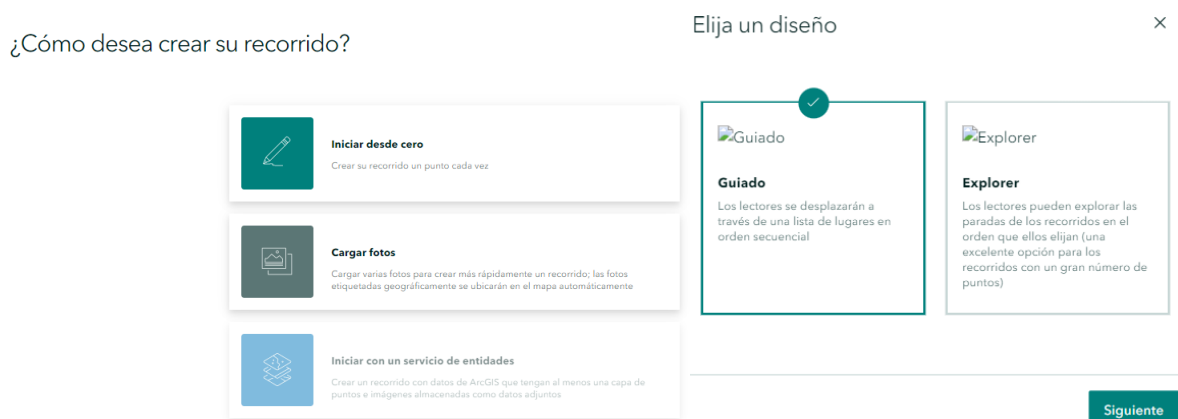 ¿Cómo desea crear su recorrido?
Iniciar desde cero
Crear su recorrido un punto cada vez
Cargar fotos
Cargar varias fotos para crear más rápidamente un recorrido; las fotos
etiquetadas geográficamente se ubicarán en el mapa automáticamente
Iniciar con un servicio de entidades
Crear un recorrido con datos de ArcGIS que tengan al menos una capa de
puntos e imágenes almacenadas como datos adjuntos
Elija un diseño
Guiado
Guiado
Los lectores se desplazarán a
través de una lista de lugares en
orden secuencial
Explorer
Explorer
Los lectores pueden explorar las
paradas de los recorridos en el
orden que ellos elijan (una
excelente opción para los
recorridos con un gran número de
puntos)
Siguiente